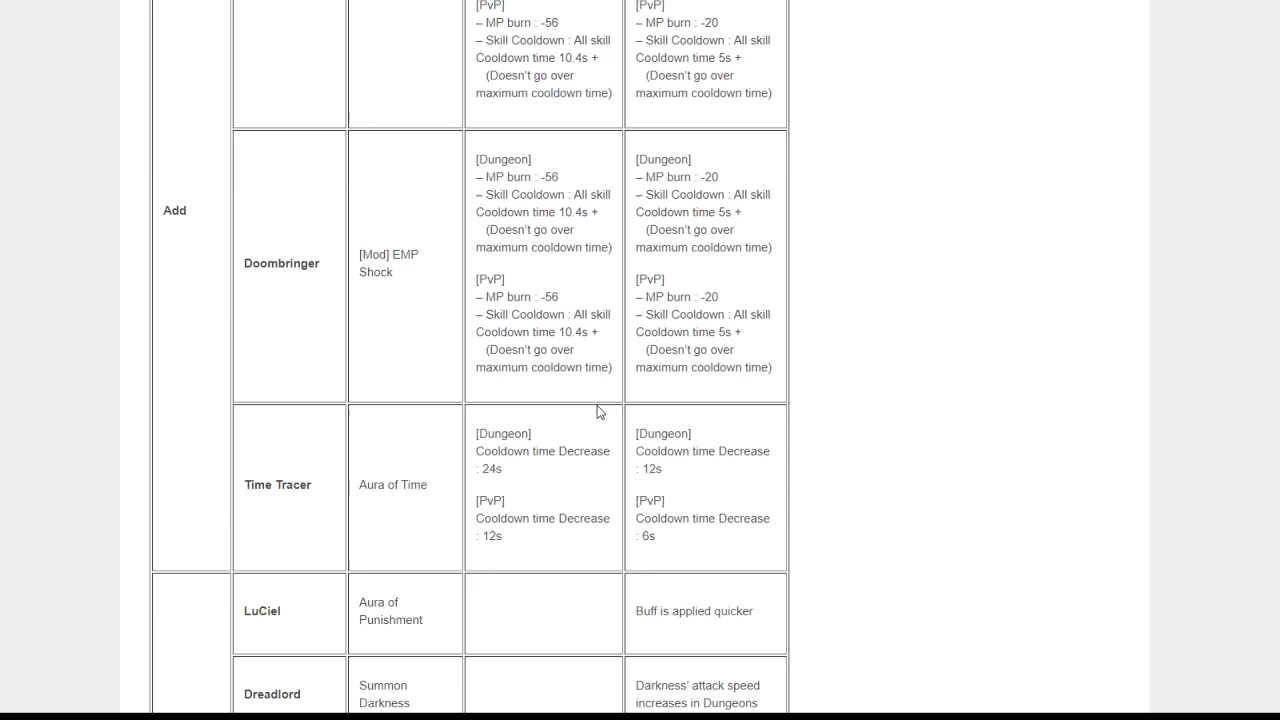 [PvP]
– MP burn : -56
– Skill Cooldown : All skill
Cooldown time 10.4s +
(Doesn’t go over
maximum cooldown time)
[PvP]
– MP burn : -20
– Skill Cooldown : All skill
Cooldown time 5s +
(Doesn’t go over
maximum cooldown time)
Add
Doombringer
[Mod] EMP
Shock
[Dungeon]
– MP burn : -56
– Skill Cooldown : All skill
Cooldown time 10.4s +
(Doesn’t go over
maximum cooldown time)
[PvP]
– MP burn : -56
– Skill Cooldown : All skill
Cooldown time 10.4s +
(Doesn’t go over
maximum cooldown time)
[Dungeon]
– MP burn : -20
– Skill Cooldown : All skill
Cooldown time 5s +
(Doesn’t go over
maximum cooldown time)
[PvP]
– MP burn : -20
– Skill Cooldown : All skill
Cooldown time 5s +
(Doesn’t go over
maximum cooldown time)
Time Tracer
Aura of Time
[Dungeon]
Cooldown time Decrease
: 24s
[PvP]
Cooldown time Decrease
: 12s
[Dungeon]
Cooldown time Decrease
: 12s
[PvP]
Cooldown time Decrease
: 6s
LuCiel
Aura of
Punishment
Buff is applied quicker
Dreadlord
Summon
Darkness
Darkness’ attack speed
increases in Dungeons